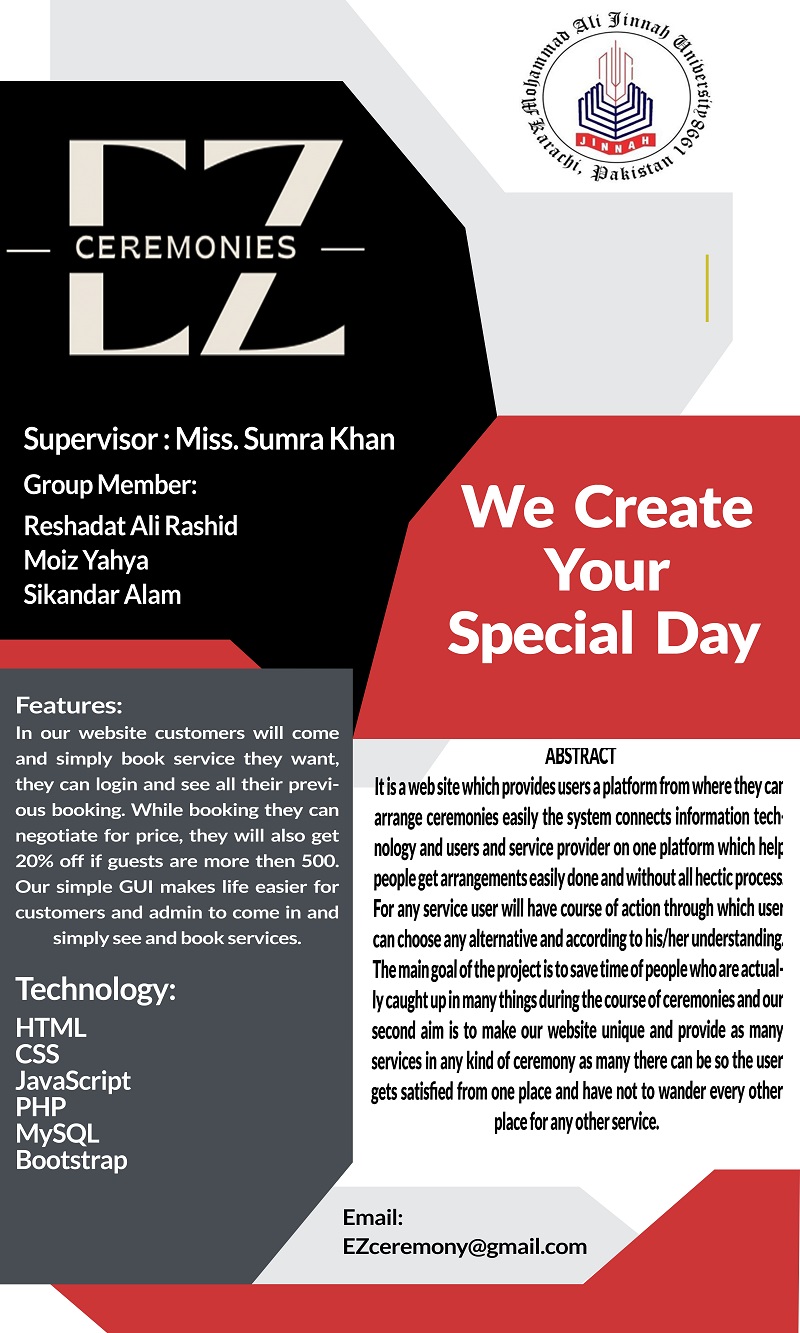 Mohammad Ali Jinnah University
Karachi, Pakistan 1998
JINNAH
EZ
CEREMONIES
Supervisor : Miss. Sumra Khan
Group Member:
Reshadat Ali Rashid
Moiz Yahya
Sikandar Alam
We Create
Your
Special Day
Features:
In our website customers will come
and simply book service they want,
they can login and see all their previ-
ous booking. While booking they can
negotiate for price, they will also get
20% off if guests are more then 500.
Our simple GUI makes life easier for
customers and admin to come in and
simply see and book services.
Technology:
HTML
CSS
JavaScript
PHP
MySQL
Bootstrap
ABSTRACT
It is a web site which provides users a platform from where they can
arrange ceremonies easily the system connects information tech-
nology and users and service provider on one platform which help
people get arrangements easily done and without all hectic process.
For any service user will have course of action through which user
can choose any alternative and according to his/her understanding.
The main goal of the project is to save time of people who are actual-
ly caught up in many things during the course of ceremonies and our
second aim is to make our website unique and provide as many
services in any kind of ceremony as many there can be so the user
gets satisfied from one place and have not to wander every other
place for any other service.
Email:
EZceremony@gmail.com